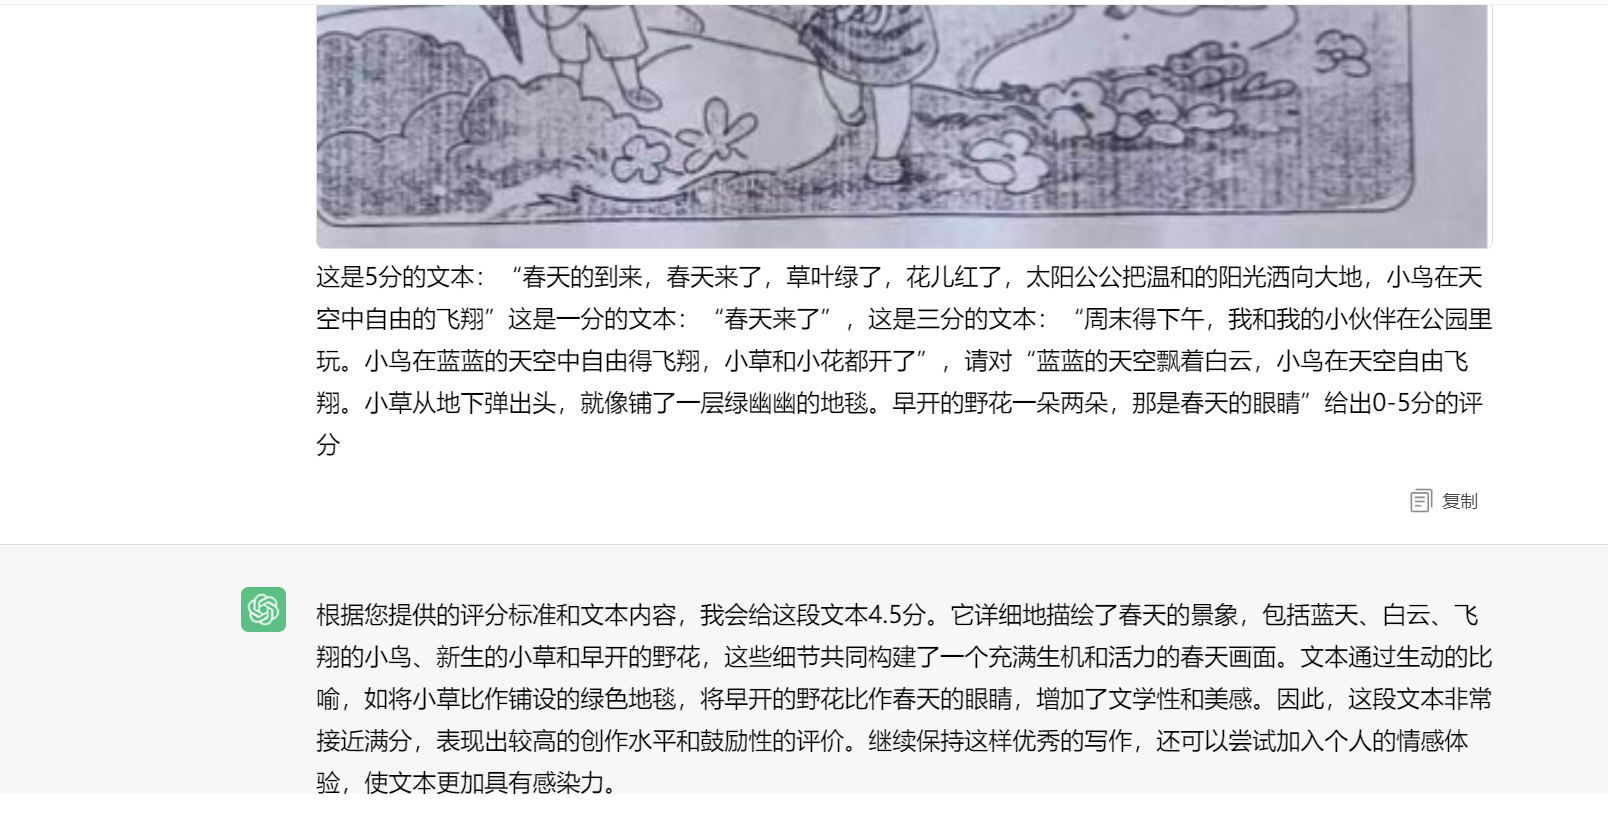 这是5分的文本：“春天的到来，春天来了，草叶绿了，花儿红了，太阳公公把温和的阳光洒向大地，小鸟在天
空中自由的飞翔”这是一分的文本：“春天来了”，这是三分的文本：“周末得下午，我和我的小伙伴在公园里
玩。小鸟在蓝蓝的天空中自由得飞翔，小草和小花都开了”，请对“蓝蓝的天空飘着白云，小鸟在天空自由飞
翔。小草从地下弹出头，就像铺了一层绿幽幽的地毯。早开的野花一朵两朵，那是春天的眼睛”给出0-5分的评
分
复制
根据您提供的评分标准和文本内容，我会给这段文本4.5分。它详细地描绘了春天的景象，包括蓝天、白云、飞
翔的小鸟、新生的小草和早开的野花，这些细节共同构建了一个充满生机和活力的春天画面。文本通过生动的比
喻，如将小草比作铺设的绿色地毯，将早开的野花比作春天的眼睛，增加了文学性和美感。因此，这段文本非常
接近满分，表现出较高的创作水平和鼓励性的评价。继续保持这样优秀的写作，还可以尝试加入个人的情感体
验，使文本更加具有感染力。